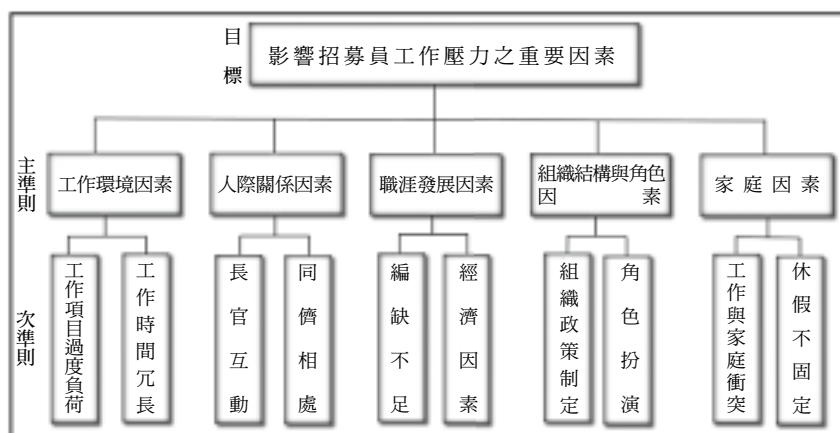 目標
影響招募員工作壓力之重要因素
主準則
工作環境因素
人際關係因素
職涯發展因素
組織結構與角色
因素
家庭因素
次準則
工作項目過度負荷
工作時間冗長
長官互動
同儕相處
編缺不足
經濟因素
組織政策制定
角色扮演
工作與家庭衝突
休假不固定